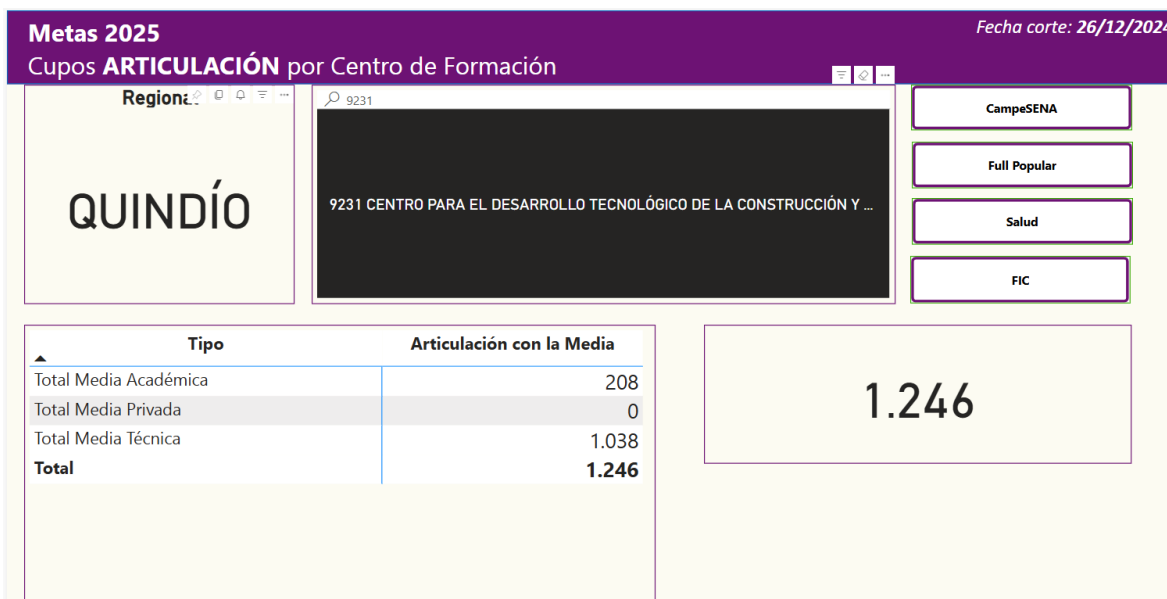 Metas 2025
Fecha corte: 26/12/2024
Cupos ARTICULACIÓN por Centro de Formación
Regional
9231
QUINDÍO
9231 CENTRO PARA EL DESARROLLO TECNOLÓGICO DE LA CONSTRUCCIÓN Y ...
CampeSENA
Full Popular
Salud
FIC
Tipo Articulación con la Media
Total Media Académica 208
Total Media Privada 0
Total Media Técnica 1.038
Total 1.246
1.246